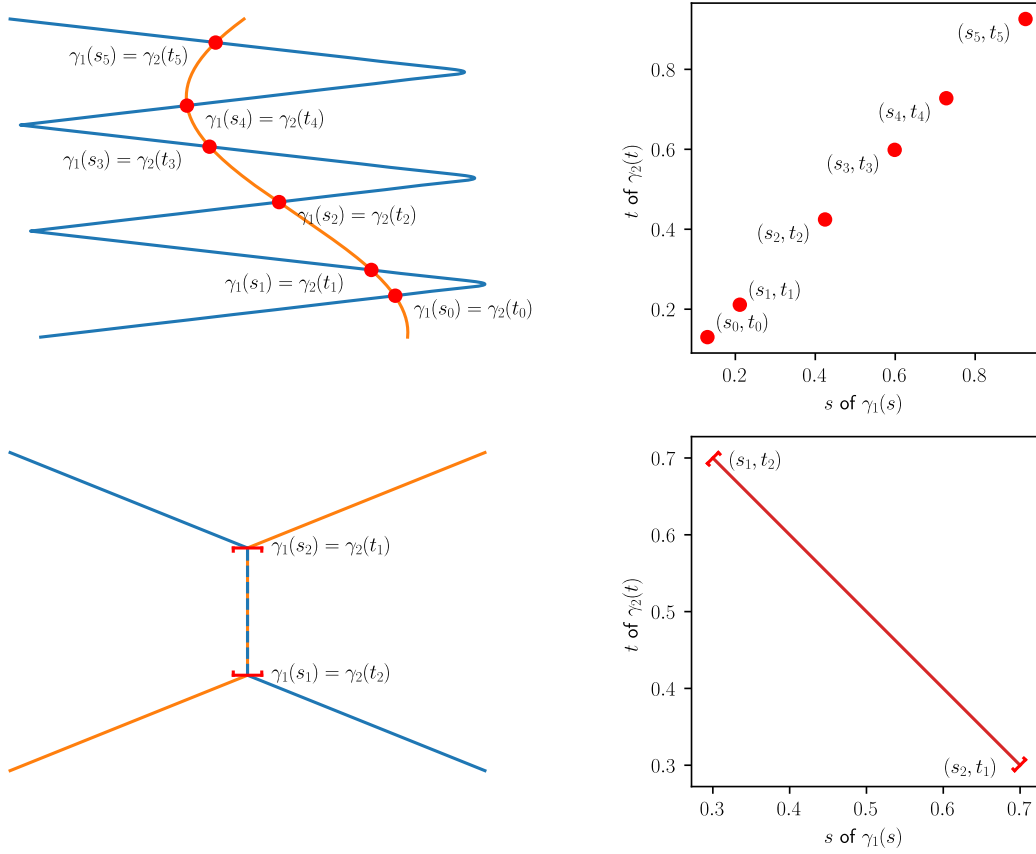 γ₁(s₅) = γ₂(t₅)
γ₁(s₄) = γ₂(t₄)
γ₁(s₃) = γ₂(t₃)
γ₁(s₂) = γ₂(t₂)
γ₁(s₁) = γ₂(t₁)
γ₁(s₀) = γ₂(t₀)
(s₅, t₅)
(s₄, t₄)
(s₃, t₃)
(s₂, t₂)
(s₁, t₁)
(s₀, t₀)
t of γ₂(t)
0.8
0.6
0.4
0.2
0.2 0.4 0.6 0.8
s of γ₁(s)
γ₁(s₂) = γ₂(t₁)
γ₁(s₁) = γ₂(t₂)
(s₁, t₂)
(s₂, t₁)
t of γ₂(t)
0.7
0.6
0.5
0.4
0.3
0.3 0.4 0.5 0.6 0.7
s of γ₁(s)